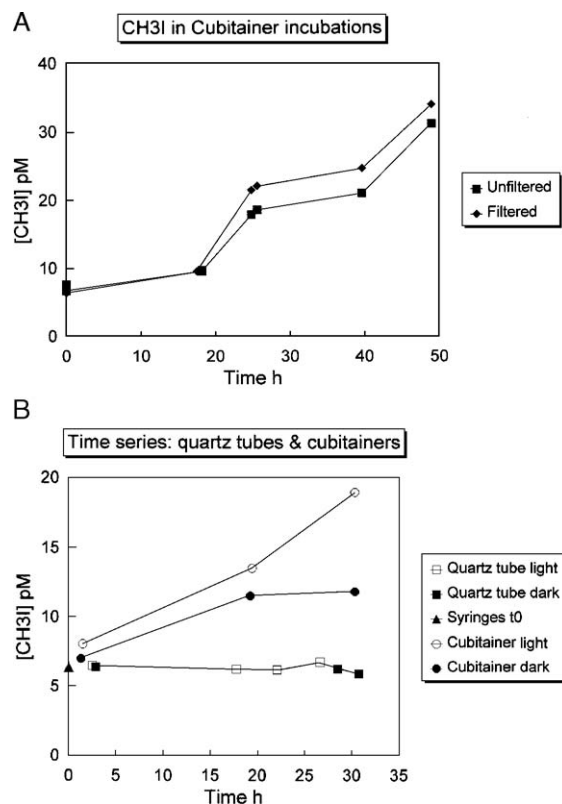 A
CH3I in Cubitainer incubations
[CH3I] pM
40
30
20
10
0
0 10 20 30 40 50
Time h
Unfiltered
Filtered
B
Time series: quartz tubes & cubitainers
[CH3I] pM
20
15
10
5
0
0 5 10 15 20 25 30 35
Time h
Quartz tube light
Quartz tube dark
Syringes t0
Cubitainer light
Cubitainer dark